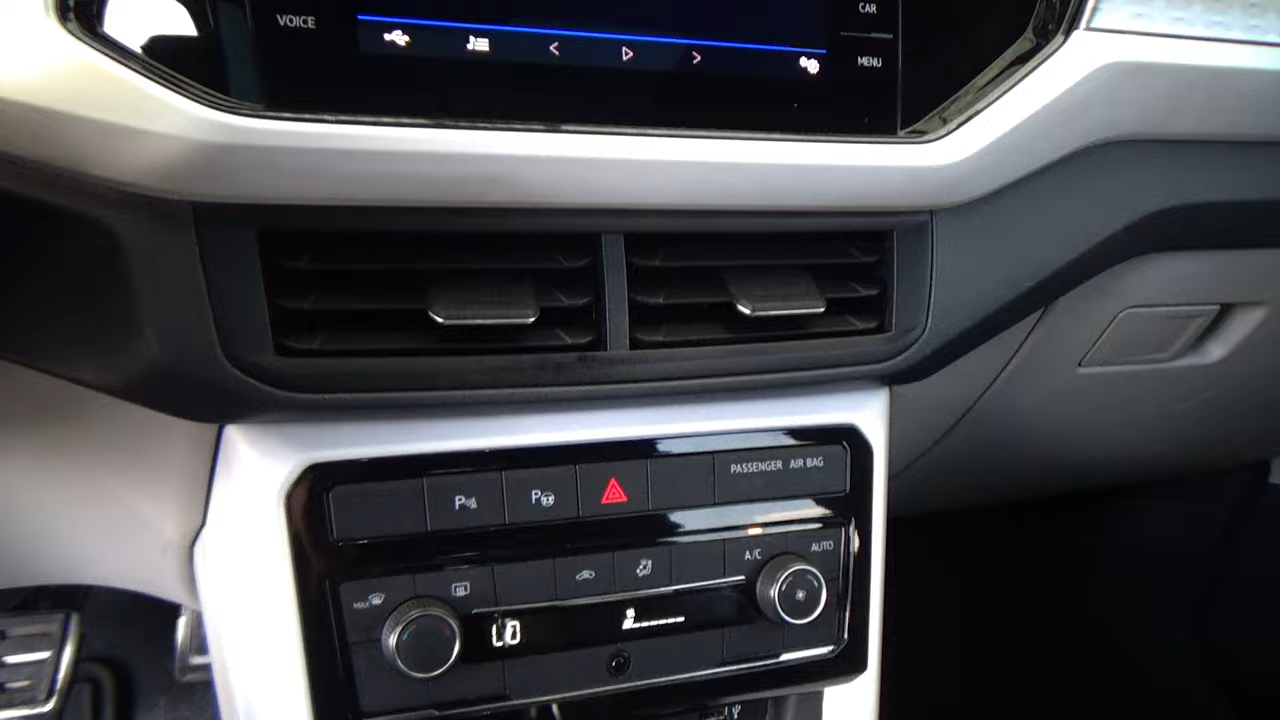 VOICE
CAR
MENU
PASSENGER AIR BAG
P
P
A/C
AUTO
MAX
LO